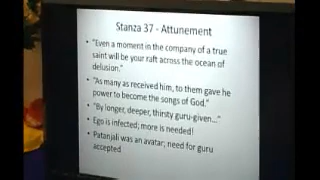 Stanza 37 - Attunement
• "Even a moment in the company of a true
saint will be your raft across the ocean of
delusion."
• "As many as received him, to them gave he
power to become the songs of God."
• "By longer, deeper, thirsty guru-given..."
• Ego is infected; more is needed!
• Patanjali was an avatar; need for guru
accepted